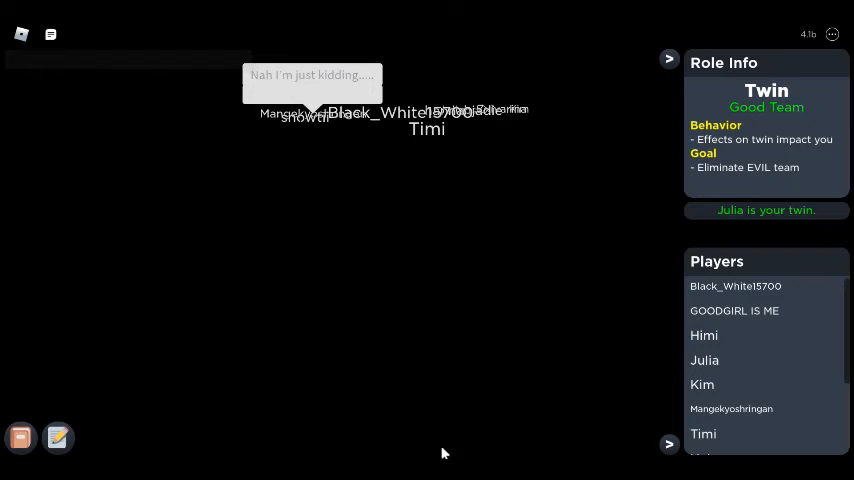 4.1b
Role Info
Nah I'm just kidding.....
Twin
Good Team
Black_White15700
Timi
Behavior
- Effects on twin impact you
Goal
- Eliminate EVIL team
Julia is your twin.
Players
Black_White15700
GOODGIRL IS ME
Himi
Julia
Kim
Mangekyoshringan
Timi